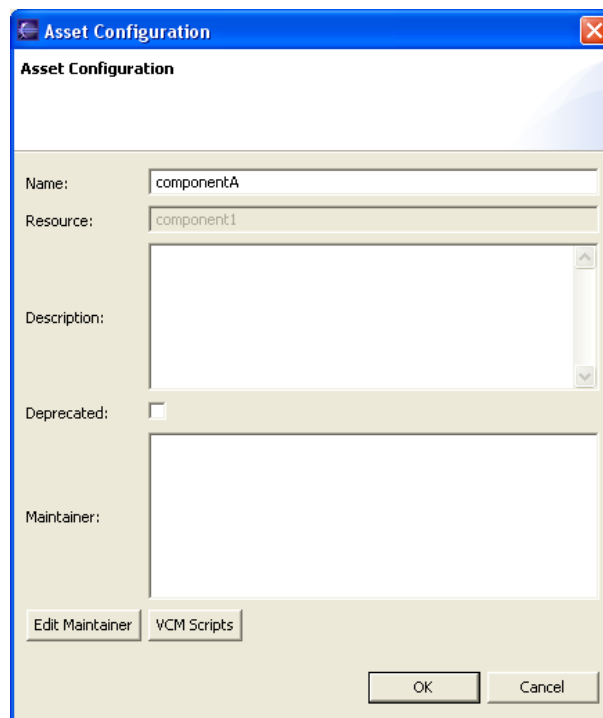 Asset Configuration
Asset Configuration
Name:
componentA
Resource:
component1
Description:
Deprecated:
Maintainer:
Edit Maintainer
VCM Scripts
OK
Cancel